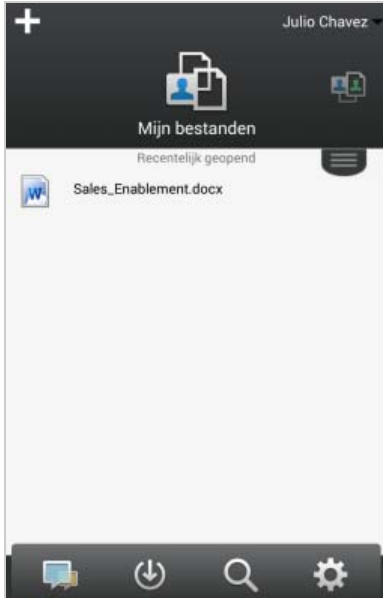 Julio Chavez
Mijn bestanden
Recentelijk geopend
W
Sales_Enablement.docx